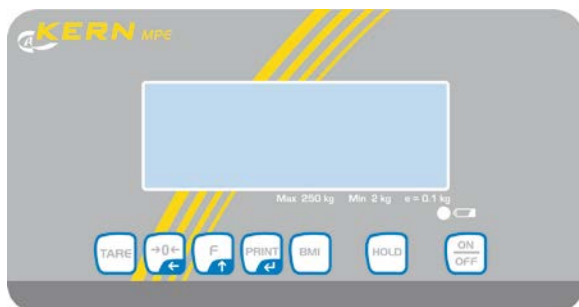 KERN MPE
Max 250 kg Min 2 kg e = 0.1 kg
TARE →0← F PRINT BMI HOLD ON OFF